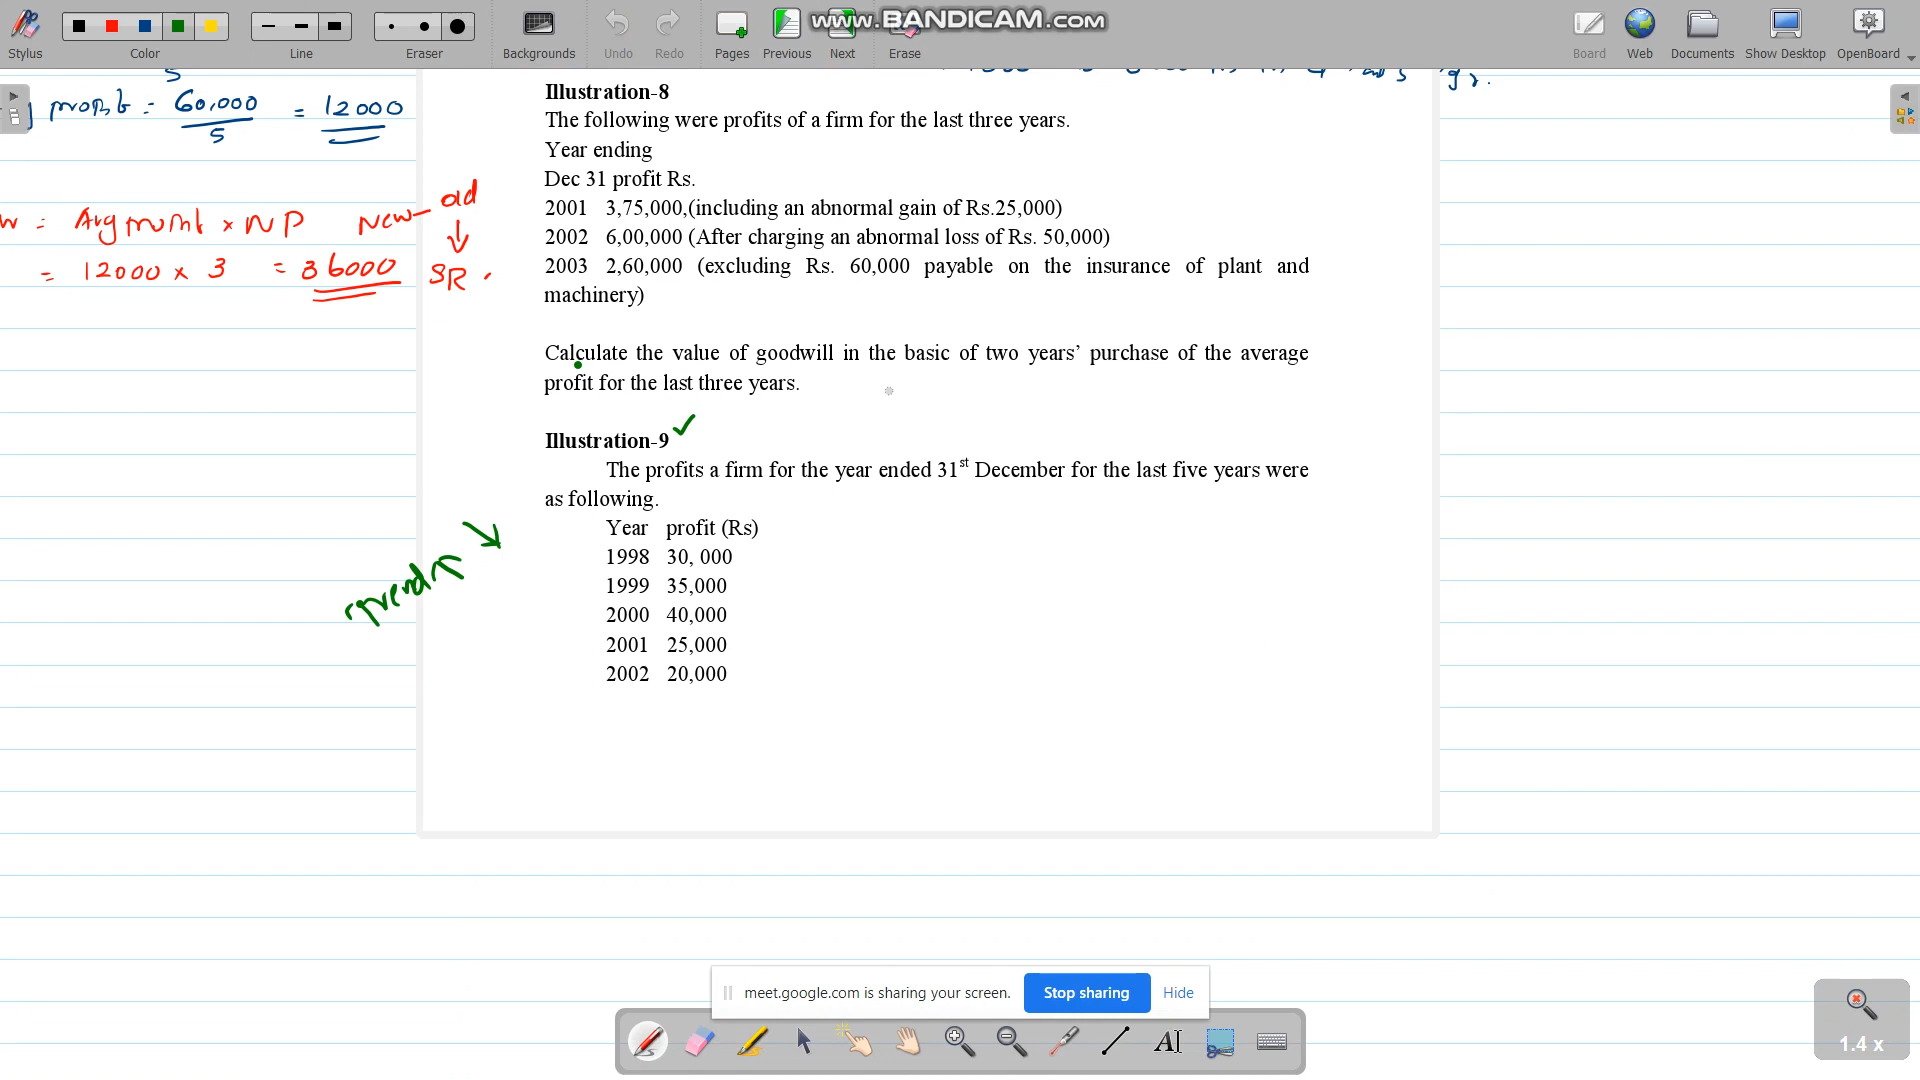 www.BANDICAM.com
Stylus
Color
Line
Eraser
Backgrounds
Undo
Redo
Pages
Previous
Next
Erase
Board
Web
Documents
Show Desktop
OpenBoard
= 60,000 = 12000
5
= Avg profit × NP
= 12000 × 3 = 36000
New - old
SR
Illustration-8
The following were profits of a firm for the last three years.
Year ending
Dec 31 profit Rs.
2001 3,75,000,(including an abnormal gain of Rs.25,000)
2002 6,00,000 (After charging an abnormal loss of Rs. 50,000)
2003 2,60,000 (excluding Rs. 60,000 payable on the insurance of plant and
machinery)
Calculate the value of goodwill in the basic of two years’ purchase of the average
profit for the last three years.
Illustration-9
The profits a firm for the year ended 31st December for the last five years were
as following.
Year profit (Rs)
1998 30, 000
1999 35,000
2000 40,000
2001 25,000
2002 20,000
meet.google.com is sharing your screen.
Stop sharing
Hide
1.4 x